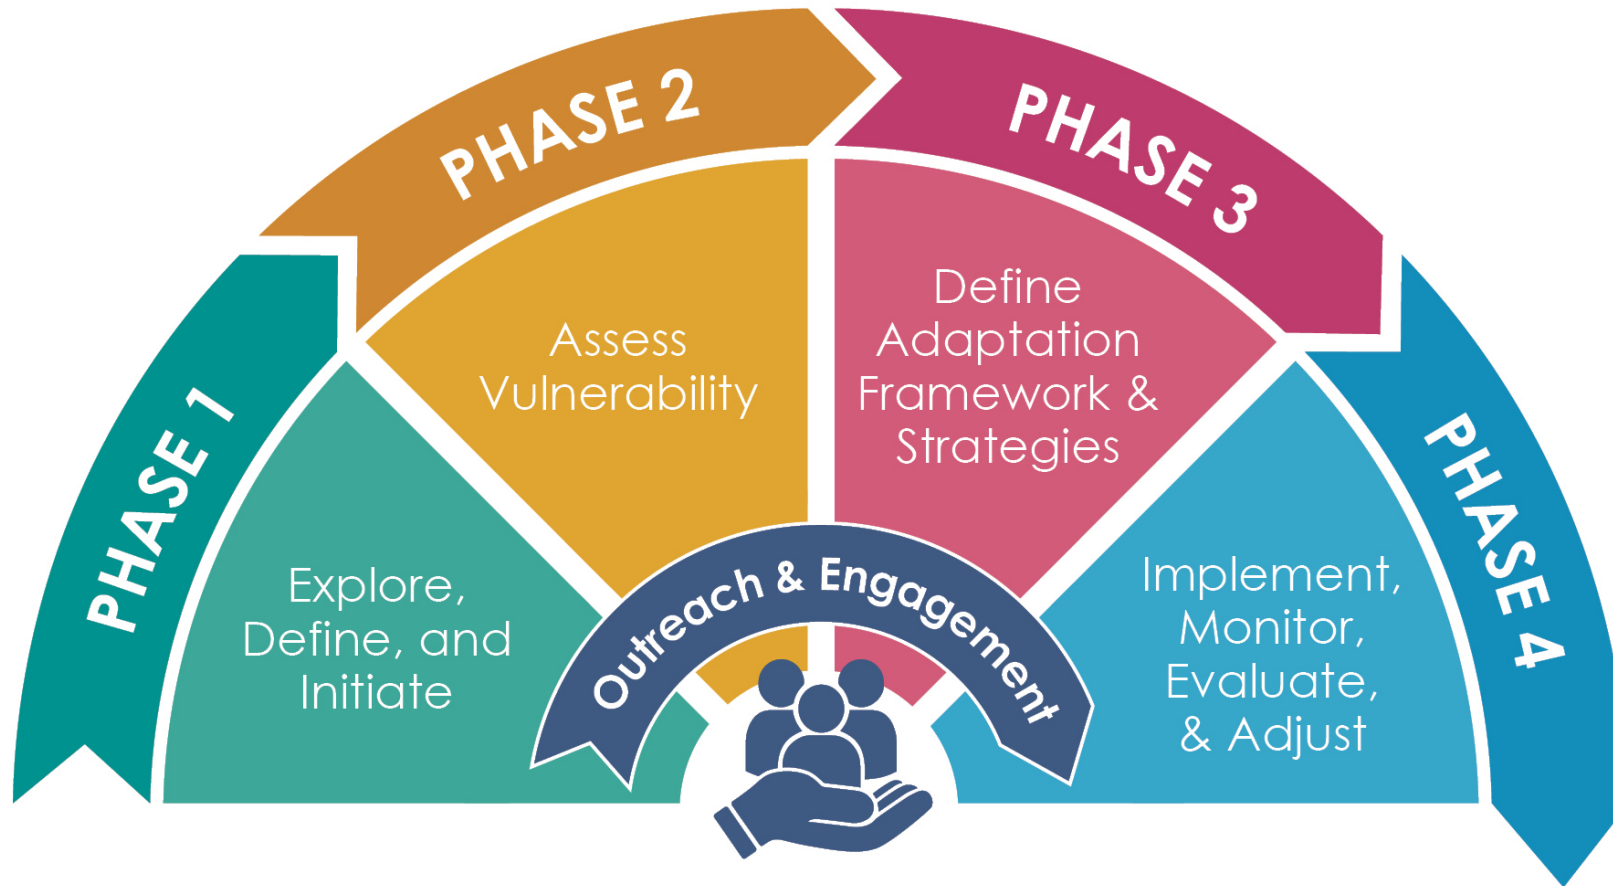 PHASE 1
Explore,
Define, and
Initiate
PHASE 2
Assess
Vulnerability
PHASE 3
Define
Adaptation
Framework &
Strategies
PHASE 4
Implement,
Monitor,
Evaluate,
& Adjust
Outreach & Engagement